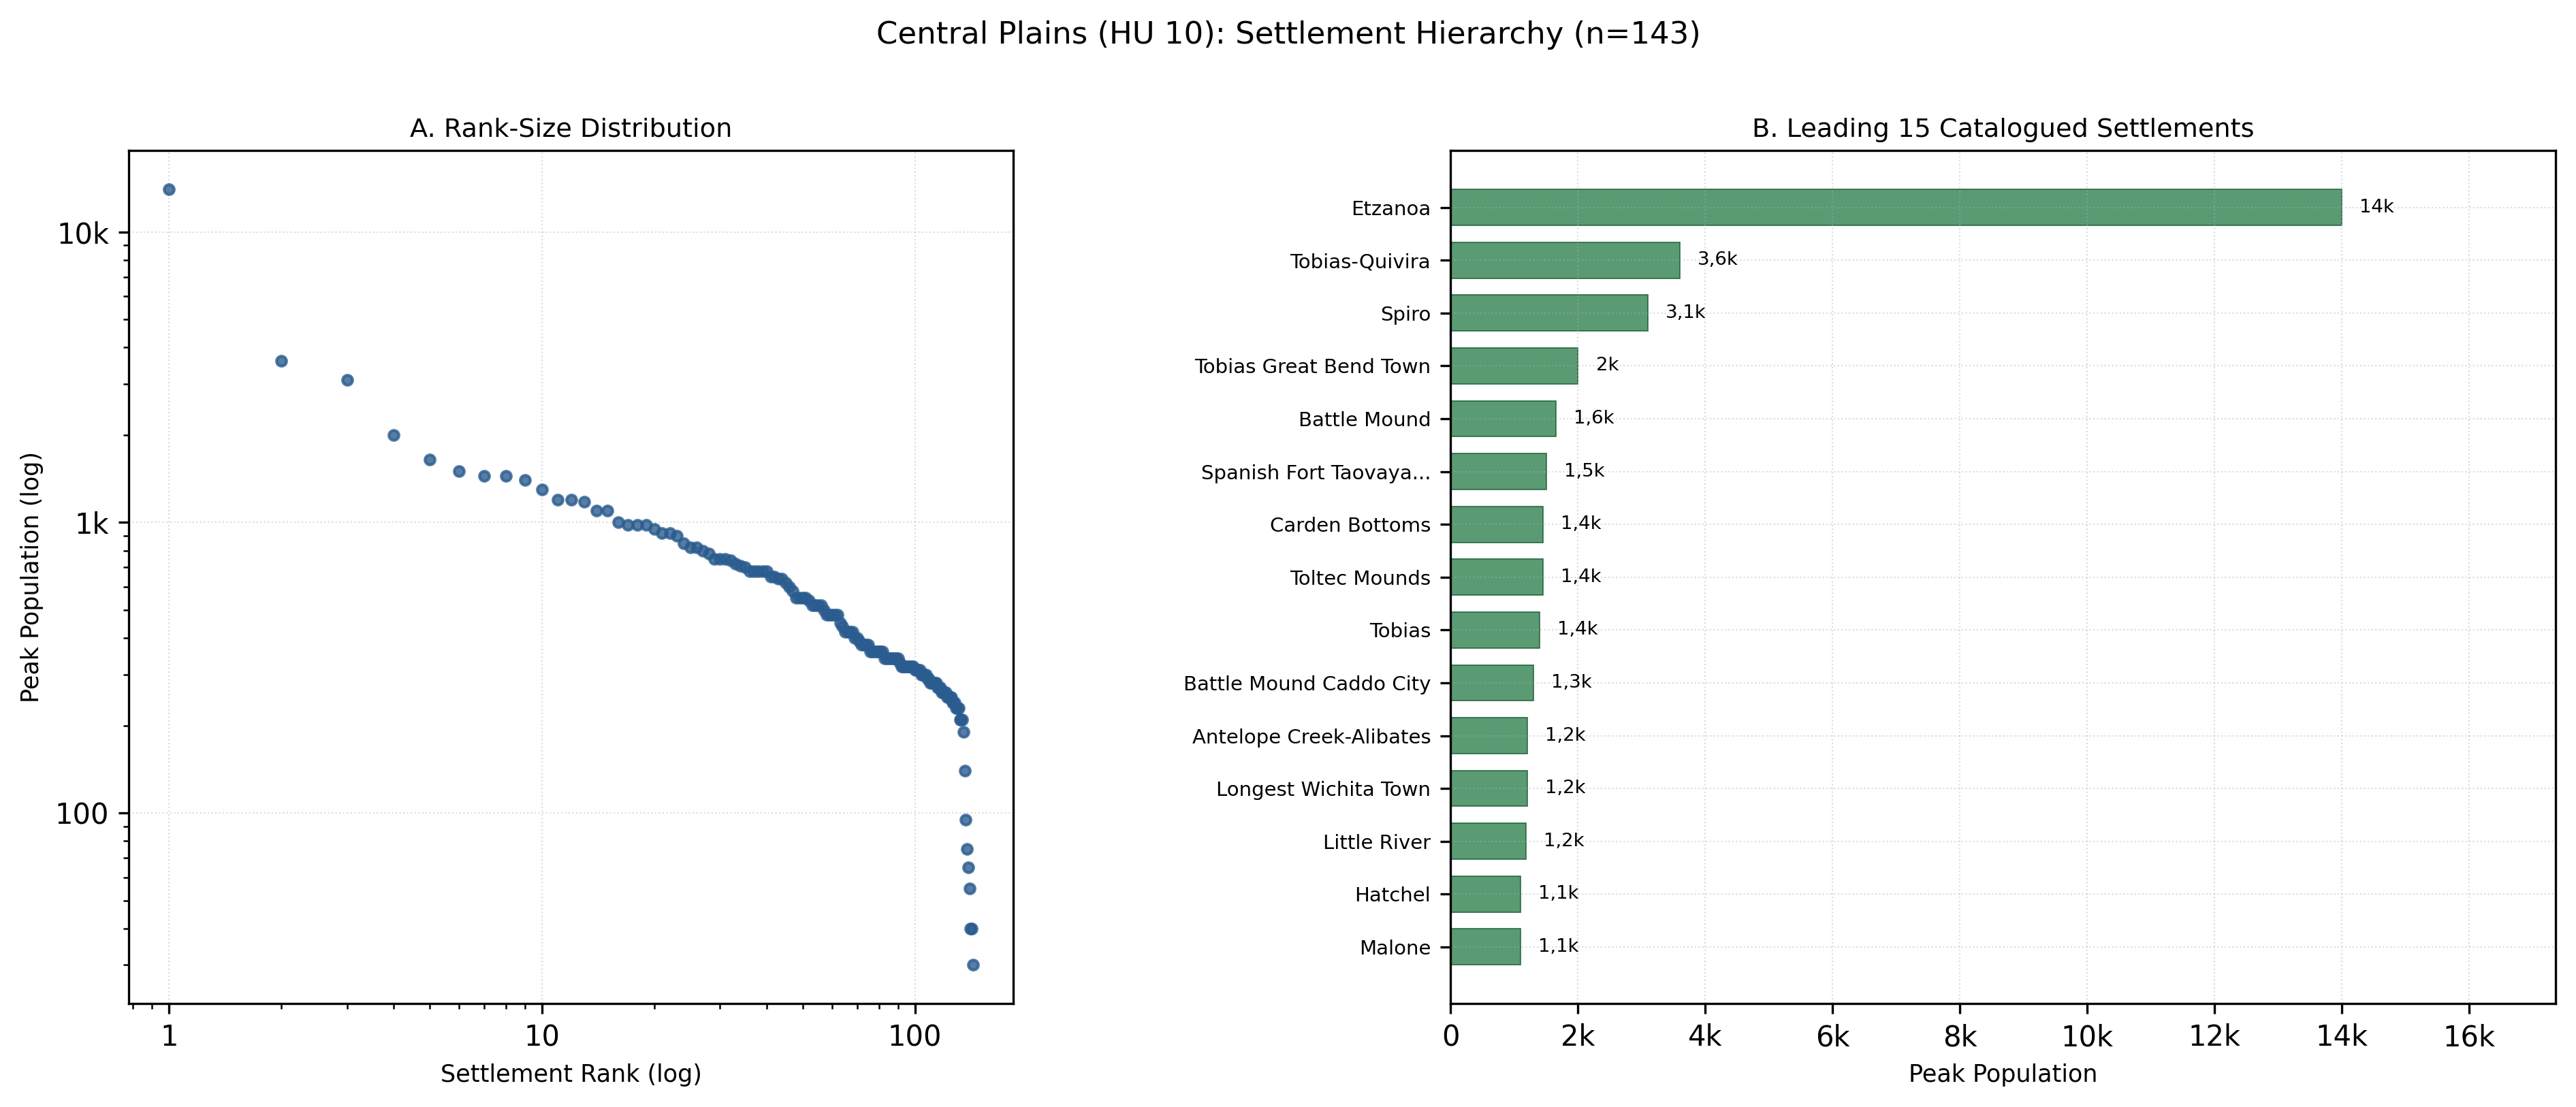 Central Plains (HU 10): Settlement Hierarchy (n=143)
A. Rank-Size Distribution
Peak Population (log)
10k
1k
100
1
10
100
Settlement Rank (log)
B. Leading 15 Catalogued Settlements
Etzanoa 14k
Tobias-Quivira 3,6k
Spiro 3,1k
Tobias Great Bend Town 2k
Battle Mound 1,6k
Spanish Fort Taovaya... 1,5k
Carden Bottoms 1,4k
Toltec Mounds 1,4k
Tobias 1,4k
Battle Mound Caddo City 1,3k
Antelope Creek-Alibates 1,2k
Longest Wichita Town 1,2k
Little River 1,2k
Hatchel 1,1k
Malone 1,1k
0 2k 4k 6k 8k 10k 12k 14k 16k
Peak Population